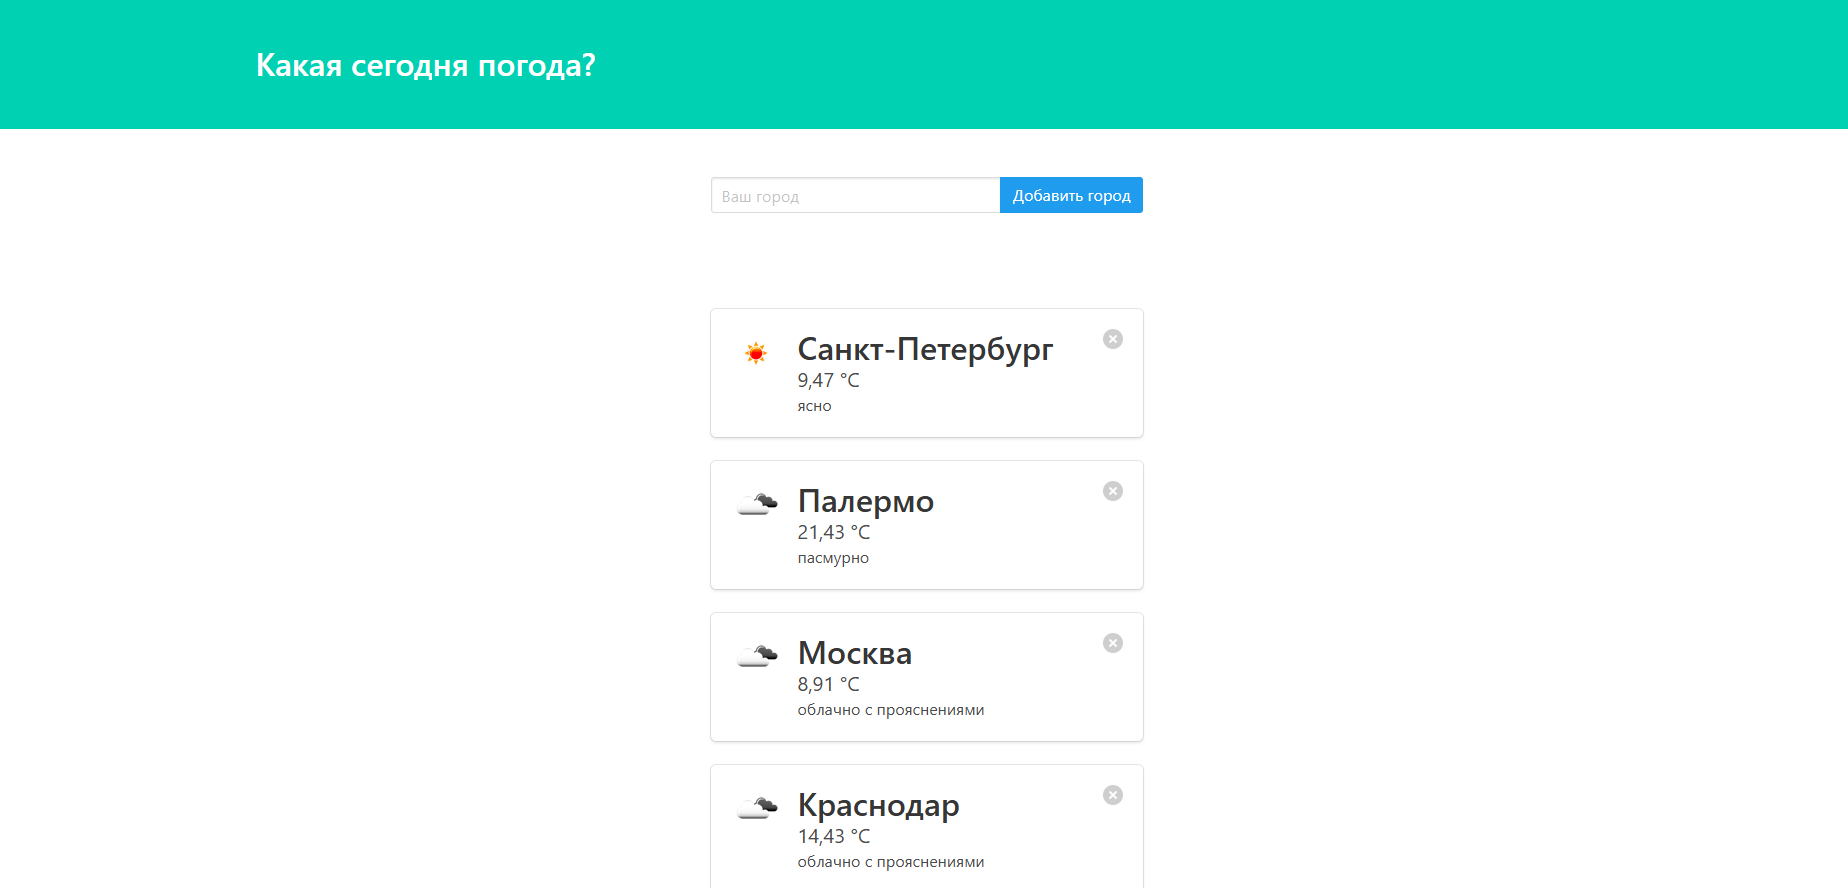 Какая сегодня погода?
Ваш город
Добавить город
Санкт-Петербург
9,47 °C
ясно
Палермо
21,43 °C
пасмурно
Москва
8,91 °C
облачно с прояснениями
Краснодар
14,43 °C
облачно с прояснениями